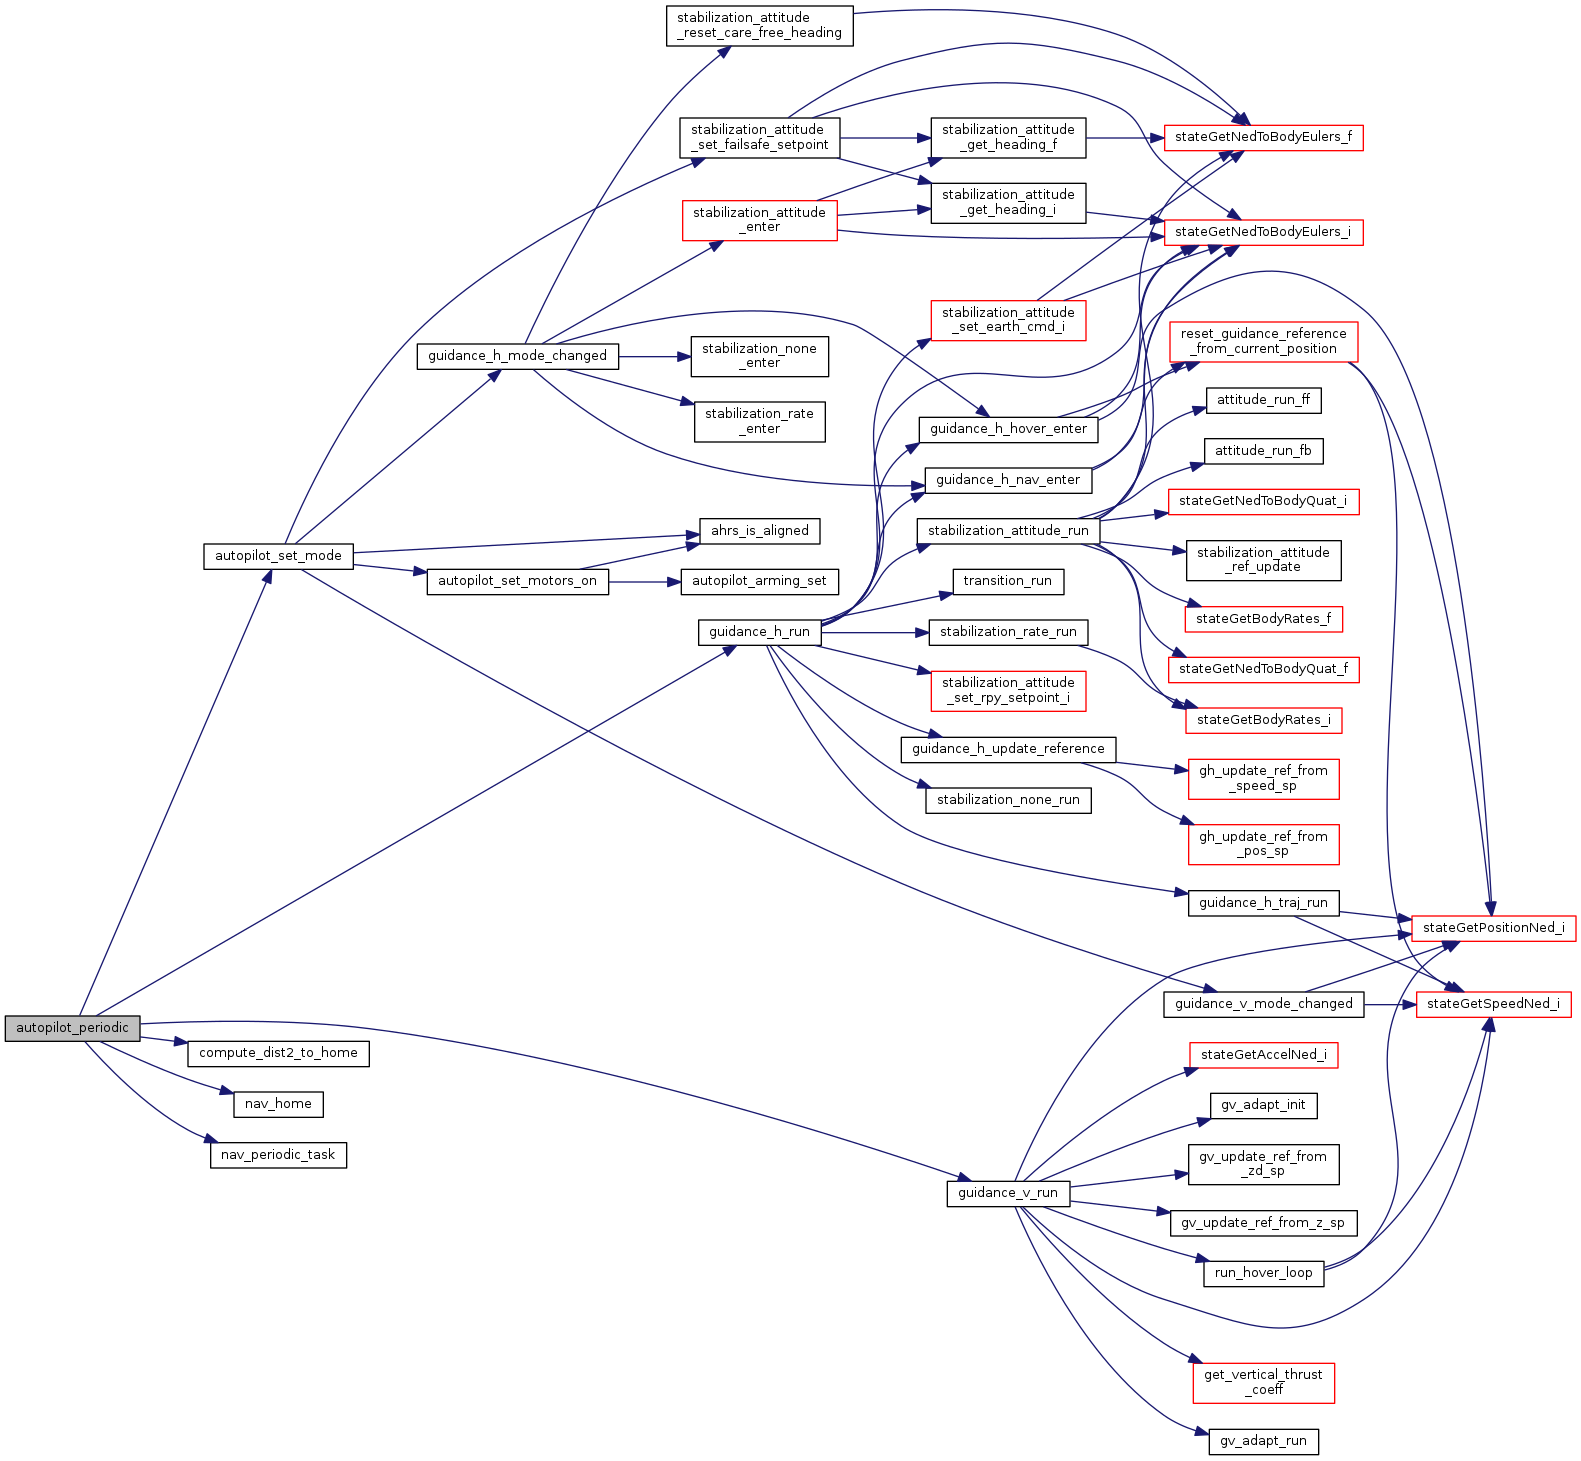 stabilization_attitude
_reset_care_free_heading
stabilization_attitude
_set_failsafe_setpoint
stabilization_attitude
_get_heading_f
stateGetNedToBodyEulers_f
stabilization_attitude
_get_heading_i
stabilization_attitude
_enter
stateGetNedToBodyEulers_i
stabilization_attitude
_set_earth_cmd_i
reset_guidance_reference
_from_current_position
guidance_h_mode_changed
stabilization_none
_enter
attitude_run_ff
stabilization_rate
_enter
guidance_h_hover_enter
attitude_run_fb
guidance_h_nav_enter
stateGetNedToBodyQuat_i
ahrs_is_aligned
stabilization_attitude_run
autopilot_set_mode
stabilization_attitude
_ref_update
autopilot_set_motors_on
autopilot_arming_set
transition_run
stateGetBodyRates_f
guidance_h_run
stabilization_rate_run
stateGetNedToBodyQuat_f
stabilization_attitude
_set_rpy_setpoint_i
stateGetBodyRates_i
guidance_h_update_reference
gh_update_ref_from
_speed_sp
stabilization_none_run
gh_update_ref_from
_pos_sp
guidance_h_traj_run
stateGetPositionNed_i
guidance_v_mode_changed
stateGetSpeedNed_i
autopilot_periodic
compute_dist2_to_home
stateGetAccelNed_i
nav_home
gv_adapt_init
nav_periodic_task
gv_update_ref_from
_zd_sp
guidance_v_run
gv_update_ref_from_z_sp
run_hover_loop
get_vertical_thrust
_coeff
gv_adapt_run